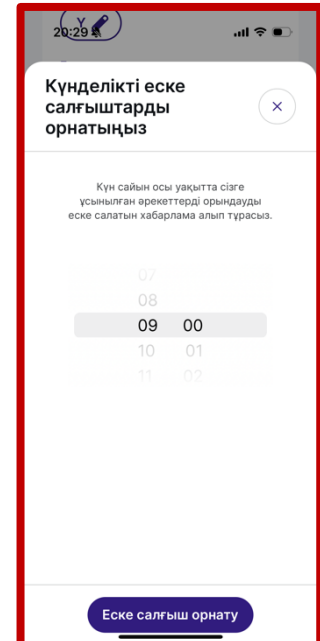 Ү
20:29
Күнделікті еске
салғыштарды
орнатыңыз
Күн сайын осы уақытта сізге
ұсынылған әрекеттерді орындауды
еске салатын хабарлама алып тұрасыз.
07
08
09 00
10 01
11 02
Еске салғыш орнату